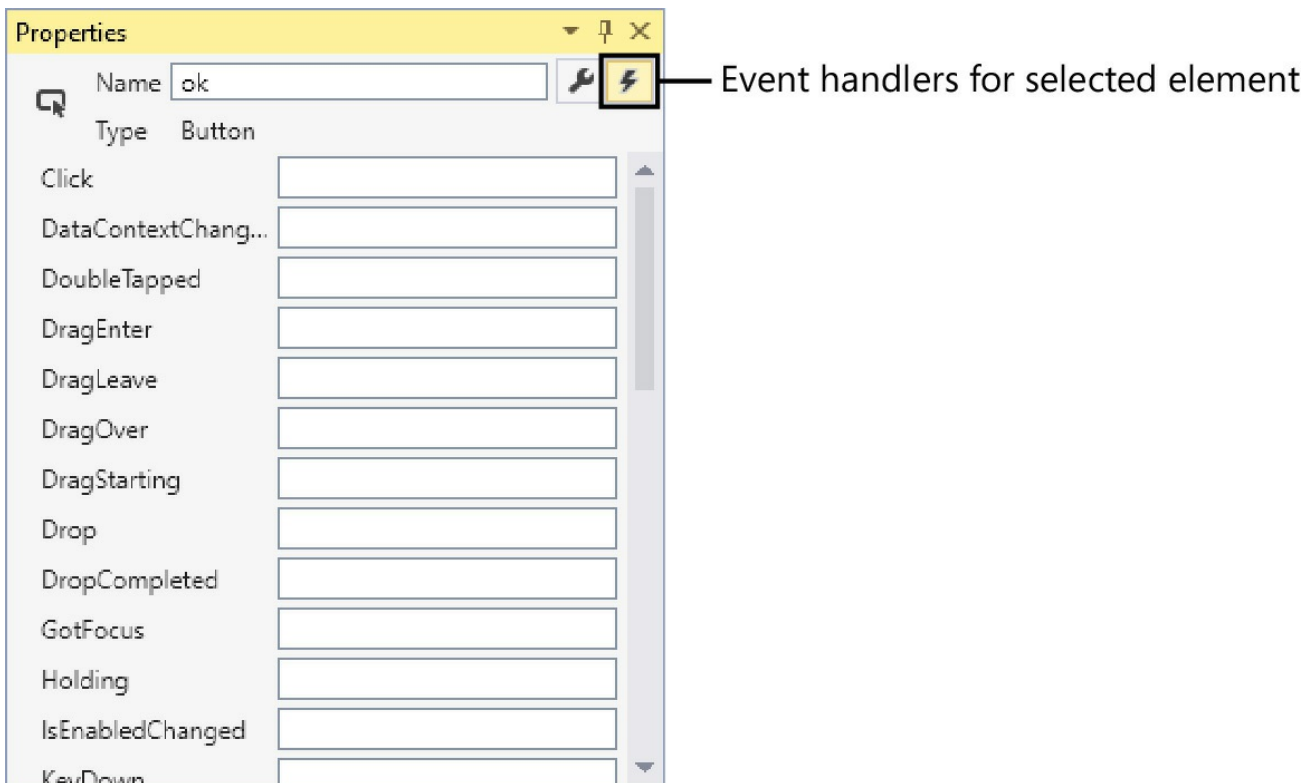 Properties
Name ok
Event handlers for selected element
Type Button
Click
DataContextChang...
DoubleTapped
DragEnter
DragLeave
DragOver
DragStarting
Drop
DropCompleted
GotFocus
Holding
IsEnabledChanged
KeyDown